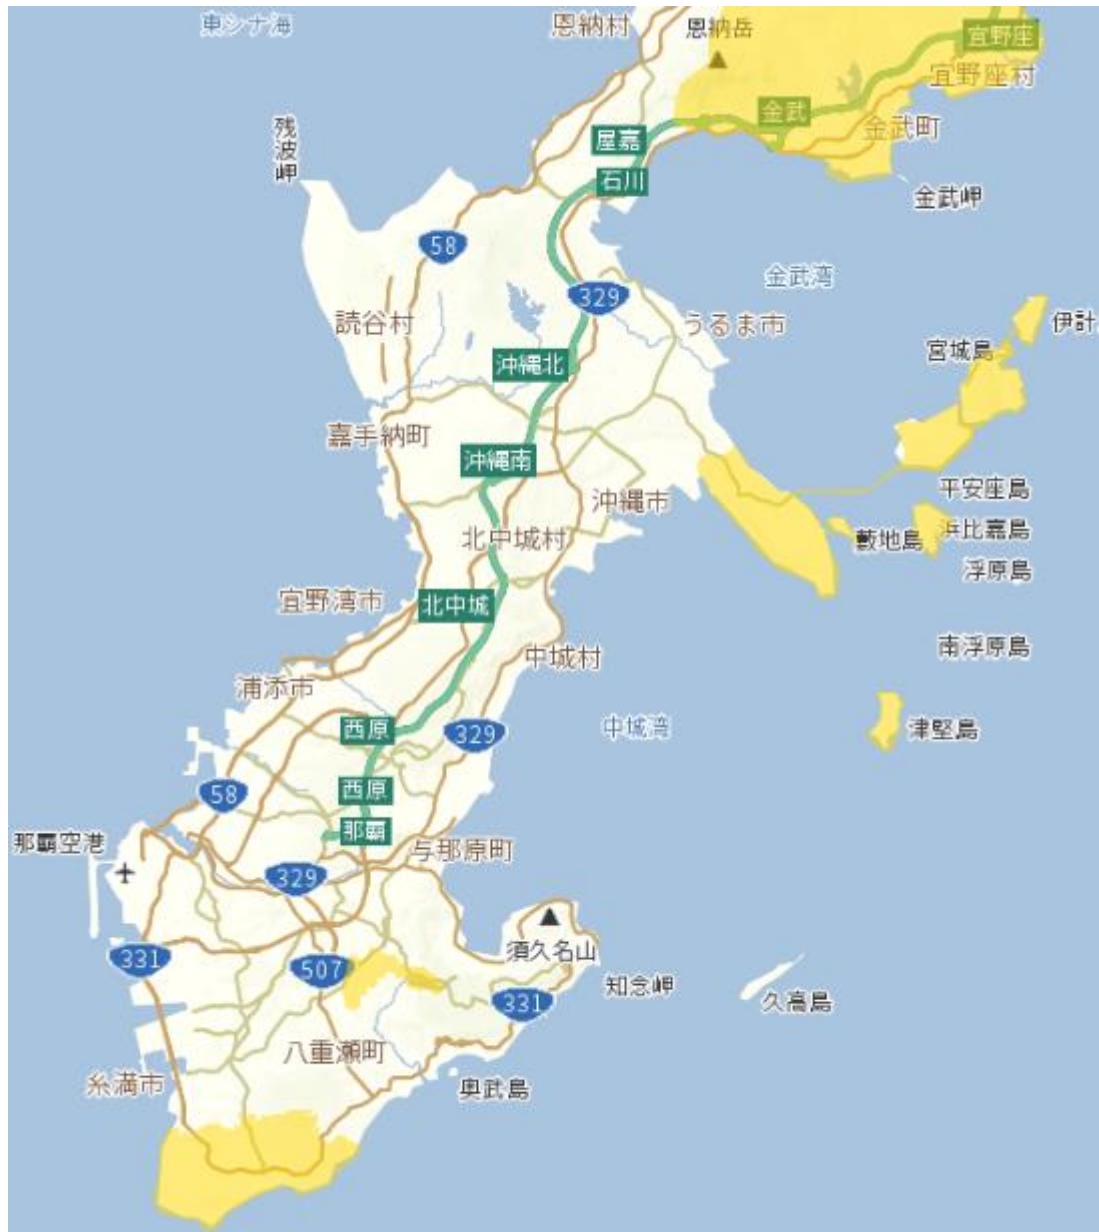 東シナ海
恩納村
恩納岳
宜野座
宜野座村
金武
金武町
残波岬
屋嘉
石川
金武岬
58
金武湾
329
読谷村
うるま市
伊計
宮城島
沖縄北
嘉手納町
沖縄南
平安座島
沖縄市
浜比嘉島
北中城村
藪地島
浮原島
宜野湾市
北中城
南浮原島
中城村
浦添市
西原
329
中城湾
津堅島
58
西原
那覇
那覇空港
与那原町
329
須久名山
331
507
知念岬
331
久高島
八重瀬町
糸満市
奥武島